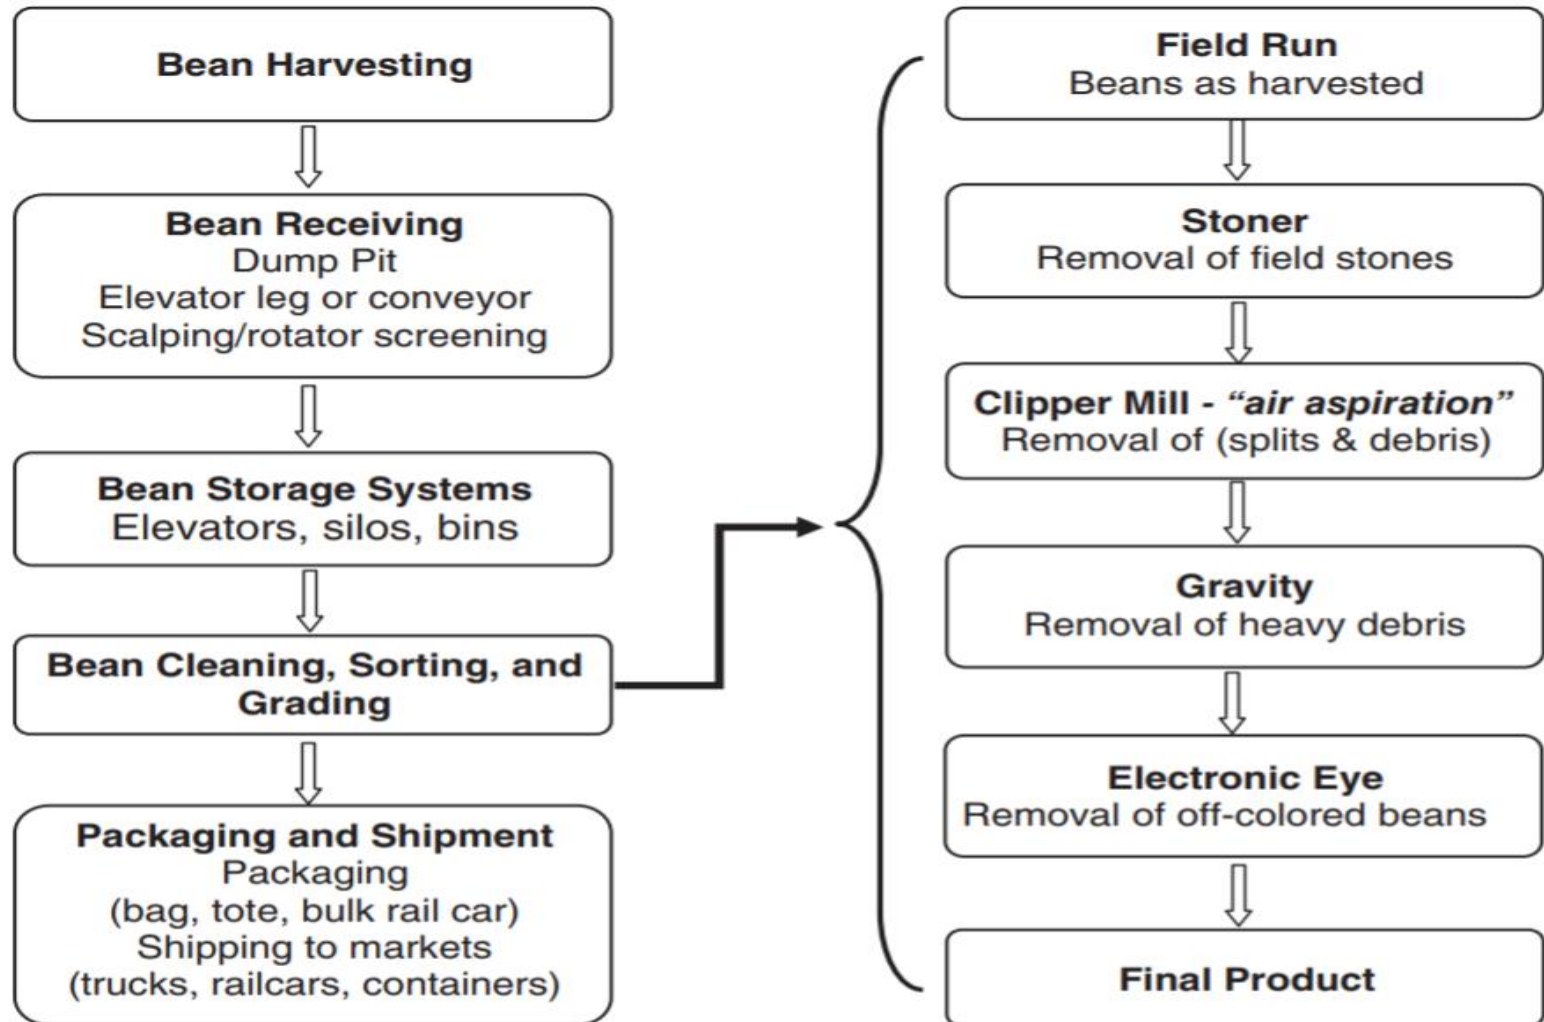 Bean Harvesting
Bean Receiving
Dump Pit
Elevator leg or conveyor
Scalping/rotator screening
Bean Storage Systems
Elevators, silos, bins
Bean Cleaning, Sorting, and
Grading
Packaging and Shipment
Packaging
(bag, tote, bulk rail car)
Shipping to markets
(trucks, railcars, containers)
Field Run
Beans as harvested
Stoner
Removal of field stones
Clipper Mill - “air aspiration”
Removal of (splits & debris)
Gravity
Removal of heavy debris
Electronic Eye
Removal of off-colored beans
Final Product